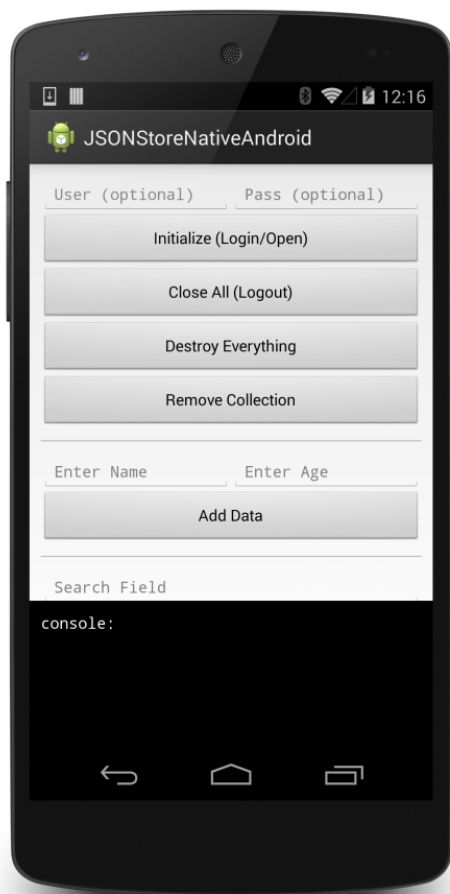 12:16
JSONStoreNativeAndroid
User (optional) Pass (optional)
Initialize (Login/Open)
Close All (Logout)
Destroy Everything
Remove Collection
Enter Name Enter Age
Add Data
Search Field
console: